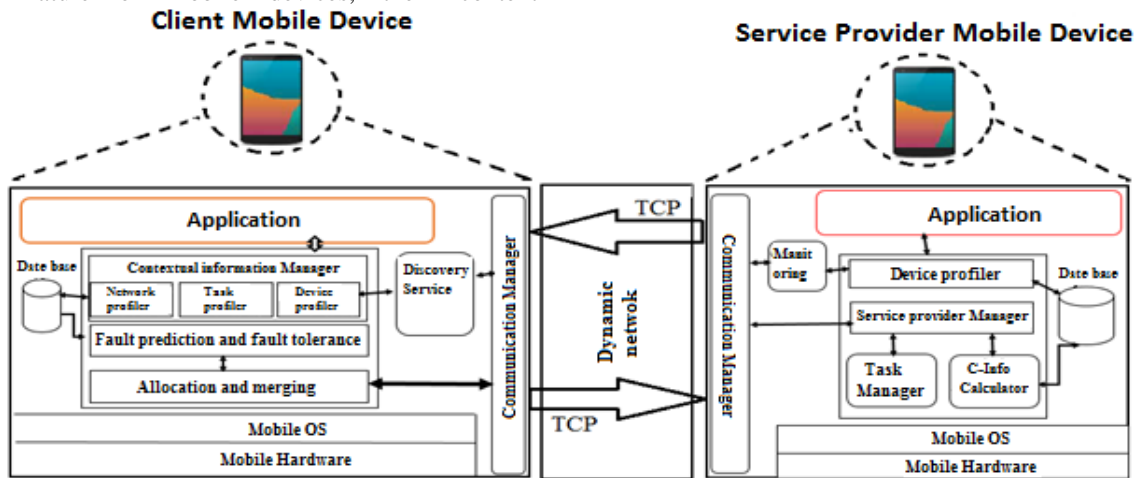 Client Mobile Device
Service Provider Mobile Device
Application
Date base
Contextual information Manager
Network
profiler
Task
profiler
Device
profiler
Fault prediction and fault tolerance
Allocation and merging
Discovery
Service
Communication Manager
Mobile OS
Mobile Hardware
TCP
Dynamic
netwok
TCP
Communication Manager
Application
Manit
oring
Device profiler
Date base
Service provider Manager
Task
Manager
C-Info
Calculator
Mobile OS
Mobile Hardware